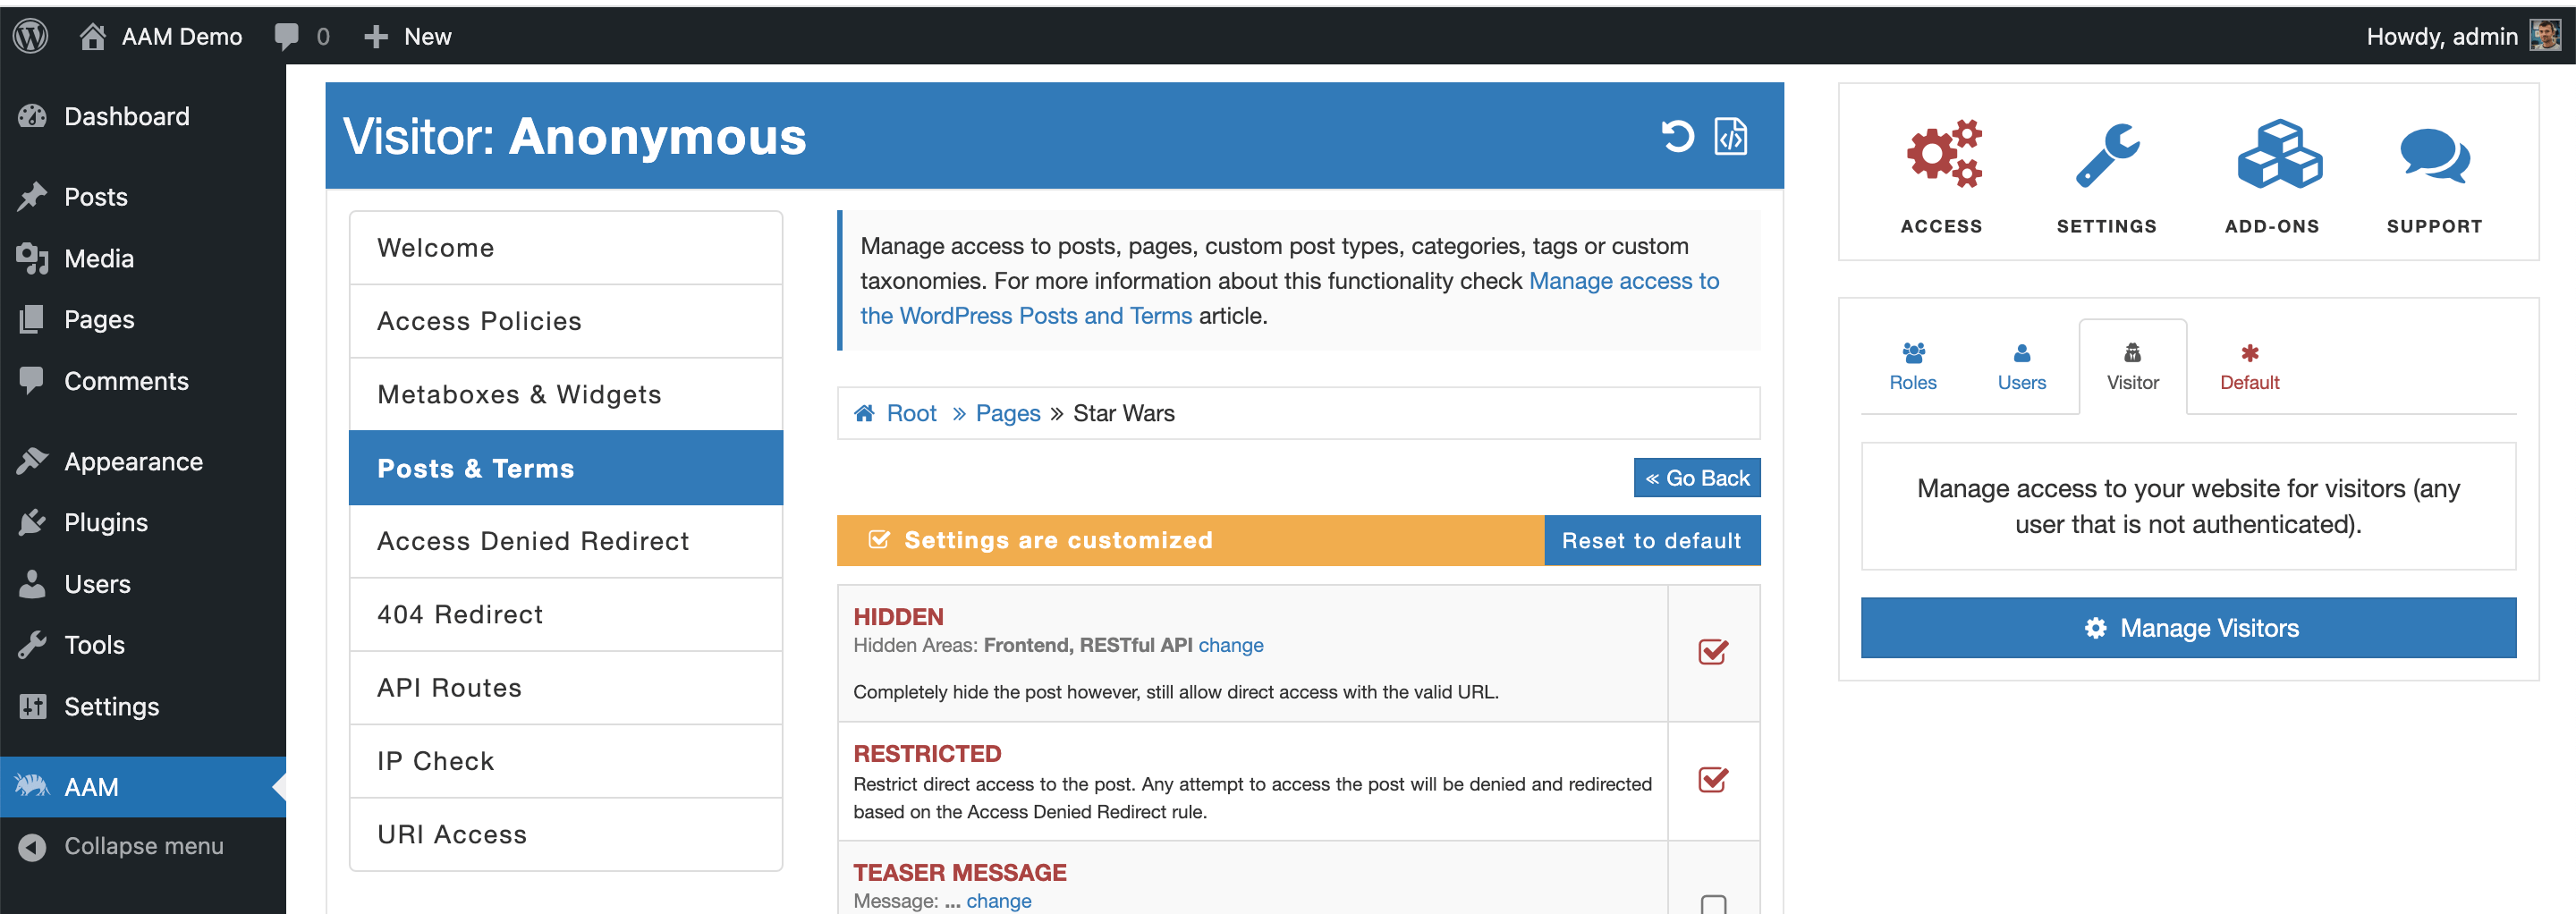 AAM Demo
0
New
Howdy, admin
Dashboard
Posts
Media
Pages
Comments
Appearance
Plugins
Users
Tools
Settings
AAM
Collapse menu
Visitor: Anonymous
Welcome
Access Policies
Metaboxes & Widgets
Posts & Terms
Access Denied Redirect
404 Redirect
API Routes
IP Check
URI Access
Manage access to posts, pages, custom post types, categories, tags or custom
taxonomies. For more information about this functionality check Manage access to
the WordPress Posts and Terms article.
Root » Pages » Star Wars
« Go Back
Settings are customized
Reset to default
HIDDEN
Hidden Areas: Frontend, RESTful API change
Completely hide the post however, still allow direct access with the valid URL.
RESTRICTED
Restrict direct access to the post. Any attempt to access the post will be denied and redirected
based on the Access Denied Redirect rule.
TEASER MESSAGE
Message: ... change
ACCESS
SETTINGS
ADD-ONS
SUPPORT
Roles
Users
Visitor
Default
Manage access to your website for visitors (any
user that is not authenticated).
Manage Visitors